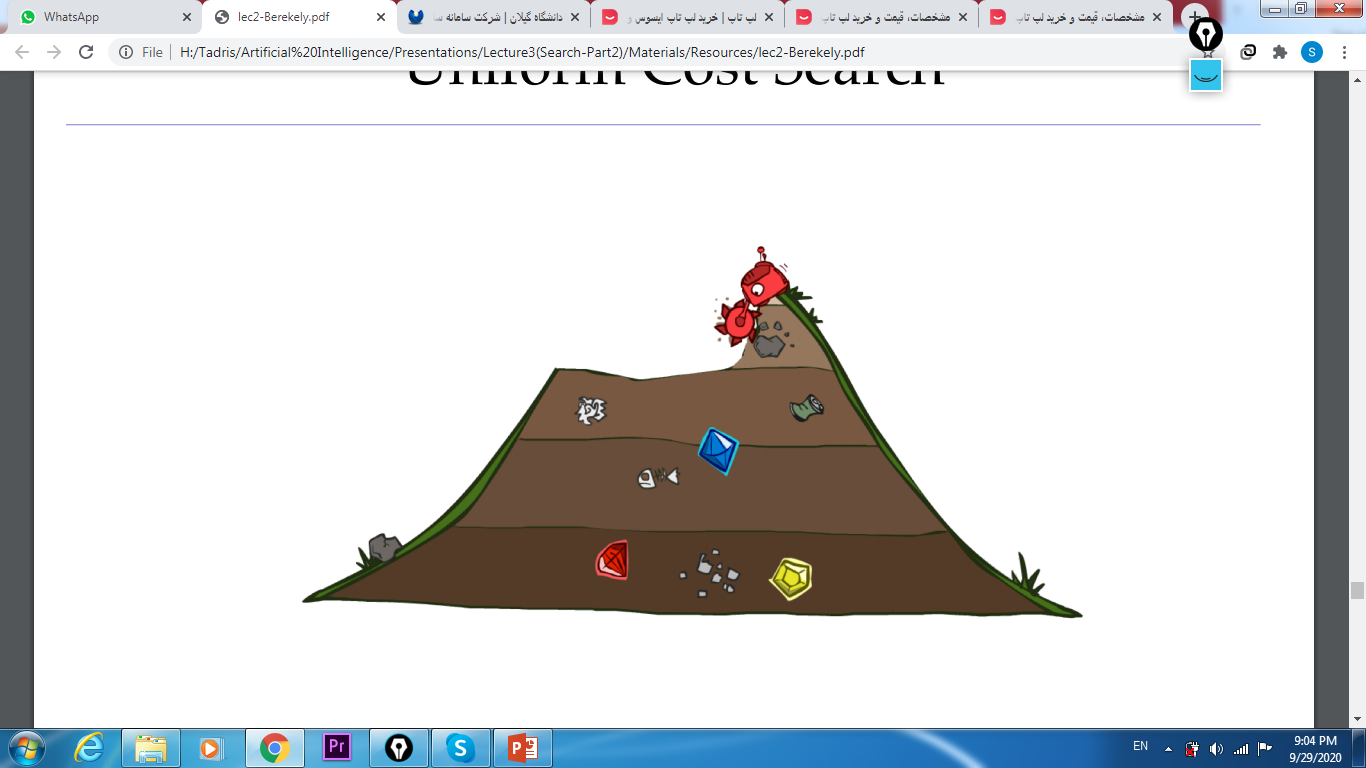 WhatsApp
lec2-Berekely.pdf
دانشگاه گیلان | شرکت سامانه سا
لپ تاپ | خرید لپ تاپ ایسوس و
مشخصات، قیمت و خرید لپ تاپ
مشخصات، قیمت و خرید لپ تاپ
File
H:/Tadris/Artificial%20Intelligence/Presentations/Lecture3(Search-Part2)/Materials/Resources/lec2-Berekely.pdf
S
Uniform Cost Search
Pr
S
P
EN
9:04 PM
9/29/2020